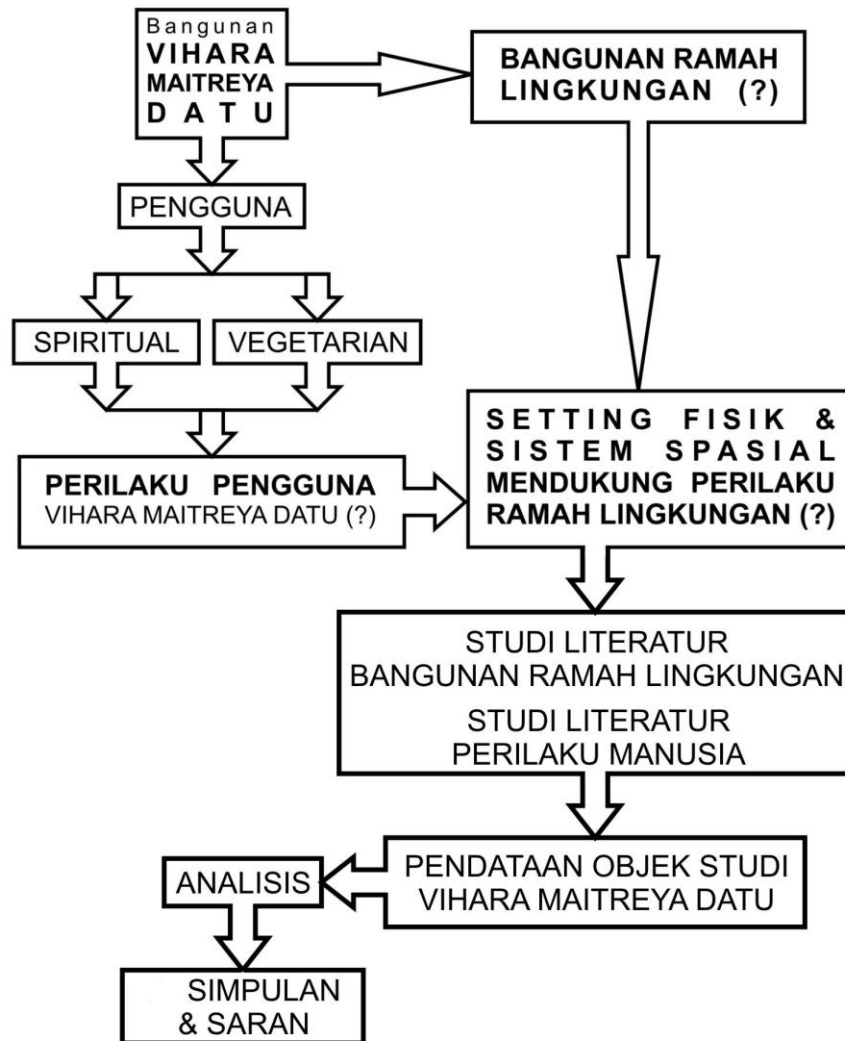 Bangunan
VIHARA
MAITREYA
DATU
BANGUNAN RAMAH
LINGKUNGAN (?)
PENGGUNA
SPIRITUAL
VEGETARIAN
PERILAKU PENGGUNA
VIHARA MAITREYA DATU (?)
SETTING FISIK &
SISTEM SPASIAL
MENDUKUNG PERILAKU
RAMAH LINGKUNGAN (?)
STUDI LITERATUR
BANGUNAN RAMAH LINGKUNGAN
STUDI LITERATUR
PERILAKU MANUSIA
PENDATAAN OBJEK STUDI
VIHARA MAITREYA DATU
ANALISIS
SIMPULAN
& SARAN